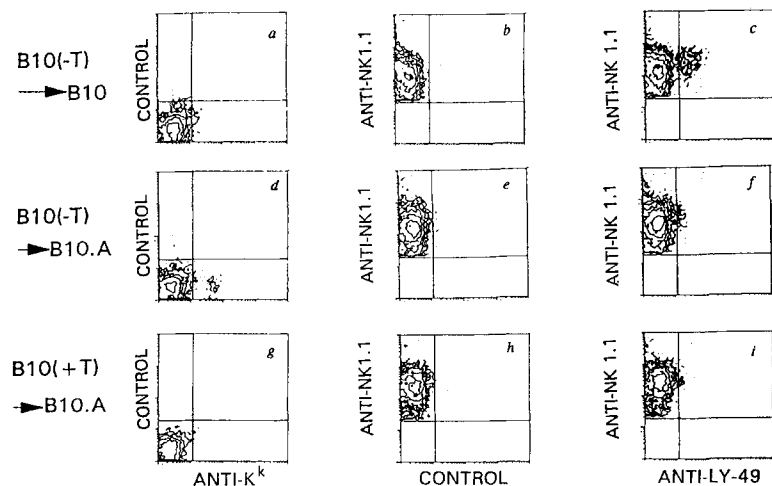 a
b
c
B10(-T)
→B10
CONTROL
ANTI-NK1.1
ANTI-NK 1.1
d
e
f
B10(-T)
→B10.A
CONTROL
ANTI-NK1.1
ANTI-NK 1.1
g
h
i
B10(+T)
→B10.A
CONTROL
ANTI-NK1.1
ANTI-NK 1.1
ANTI-Kᵏ
CONTROL
ANTI-LY-49